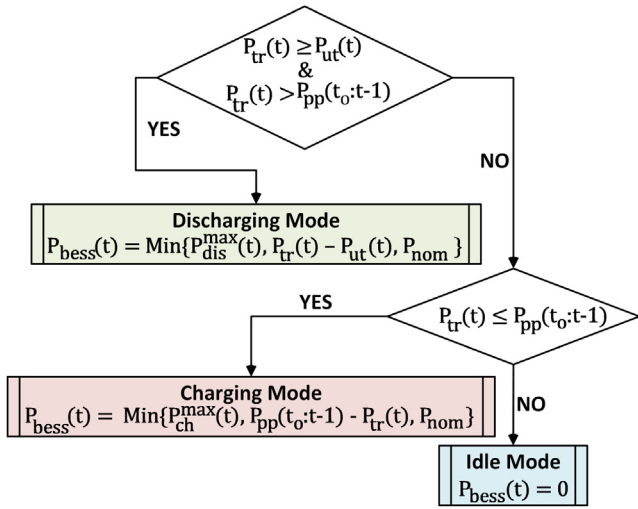 P_tr(t) ≥ P_ut(t)
&
P_tr(t) > P_pp(t_o:t-1)
YES
NO
Discharging Mode
P_bess(t) = Min{P_dis^max(t), P_tr(t) – P_ut(t), P_nom }
YES
P_tr(t) ≤ P_pp(t_o:t-1)
Charging Mode
P_bess(t) = Min{P_ch^max(t), P_pp(t_o:t-1) - P_tr(t), P_nom}
NO
Idle Mode
P_bess(t) = 0